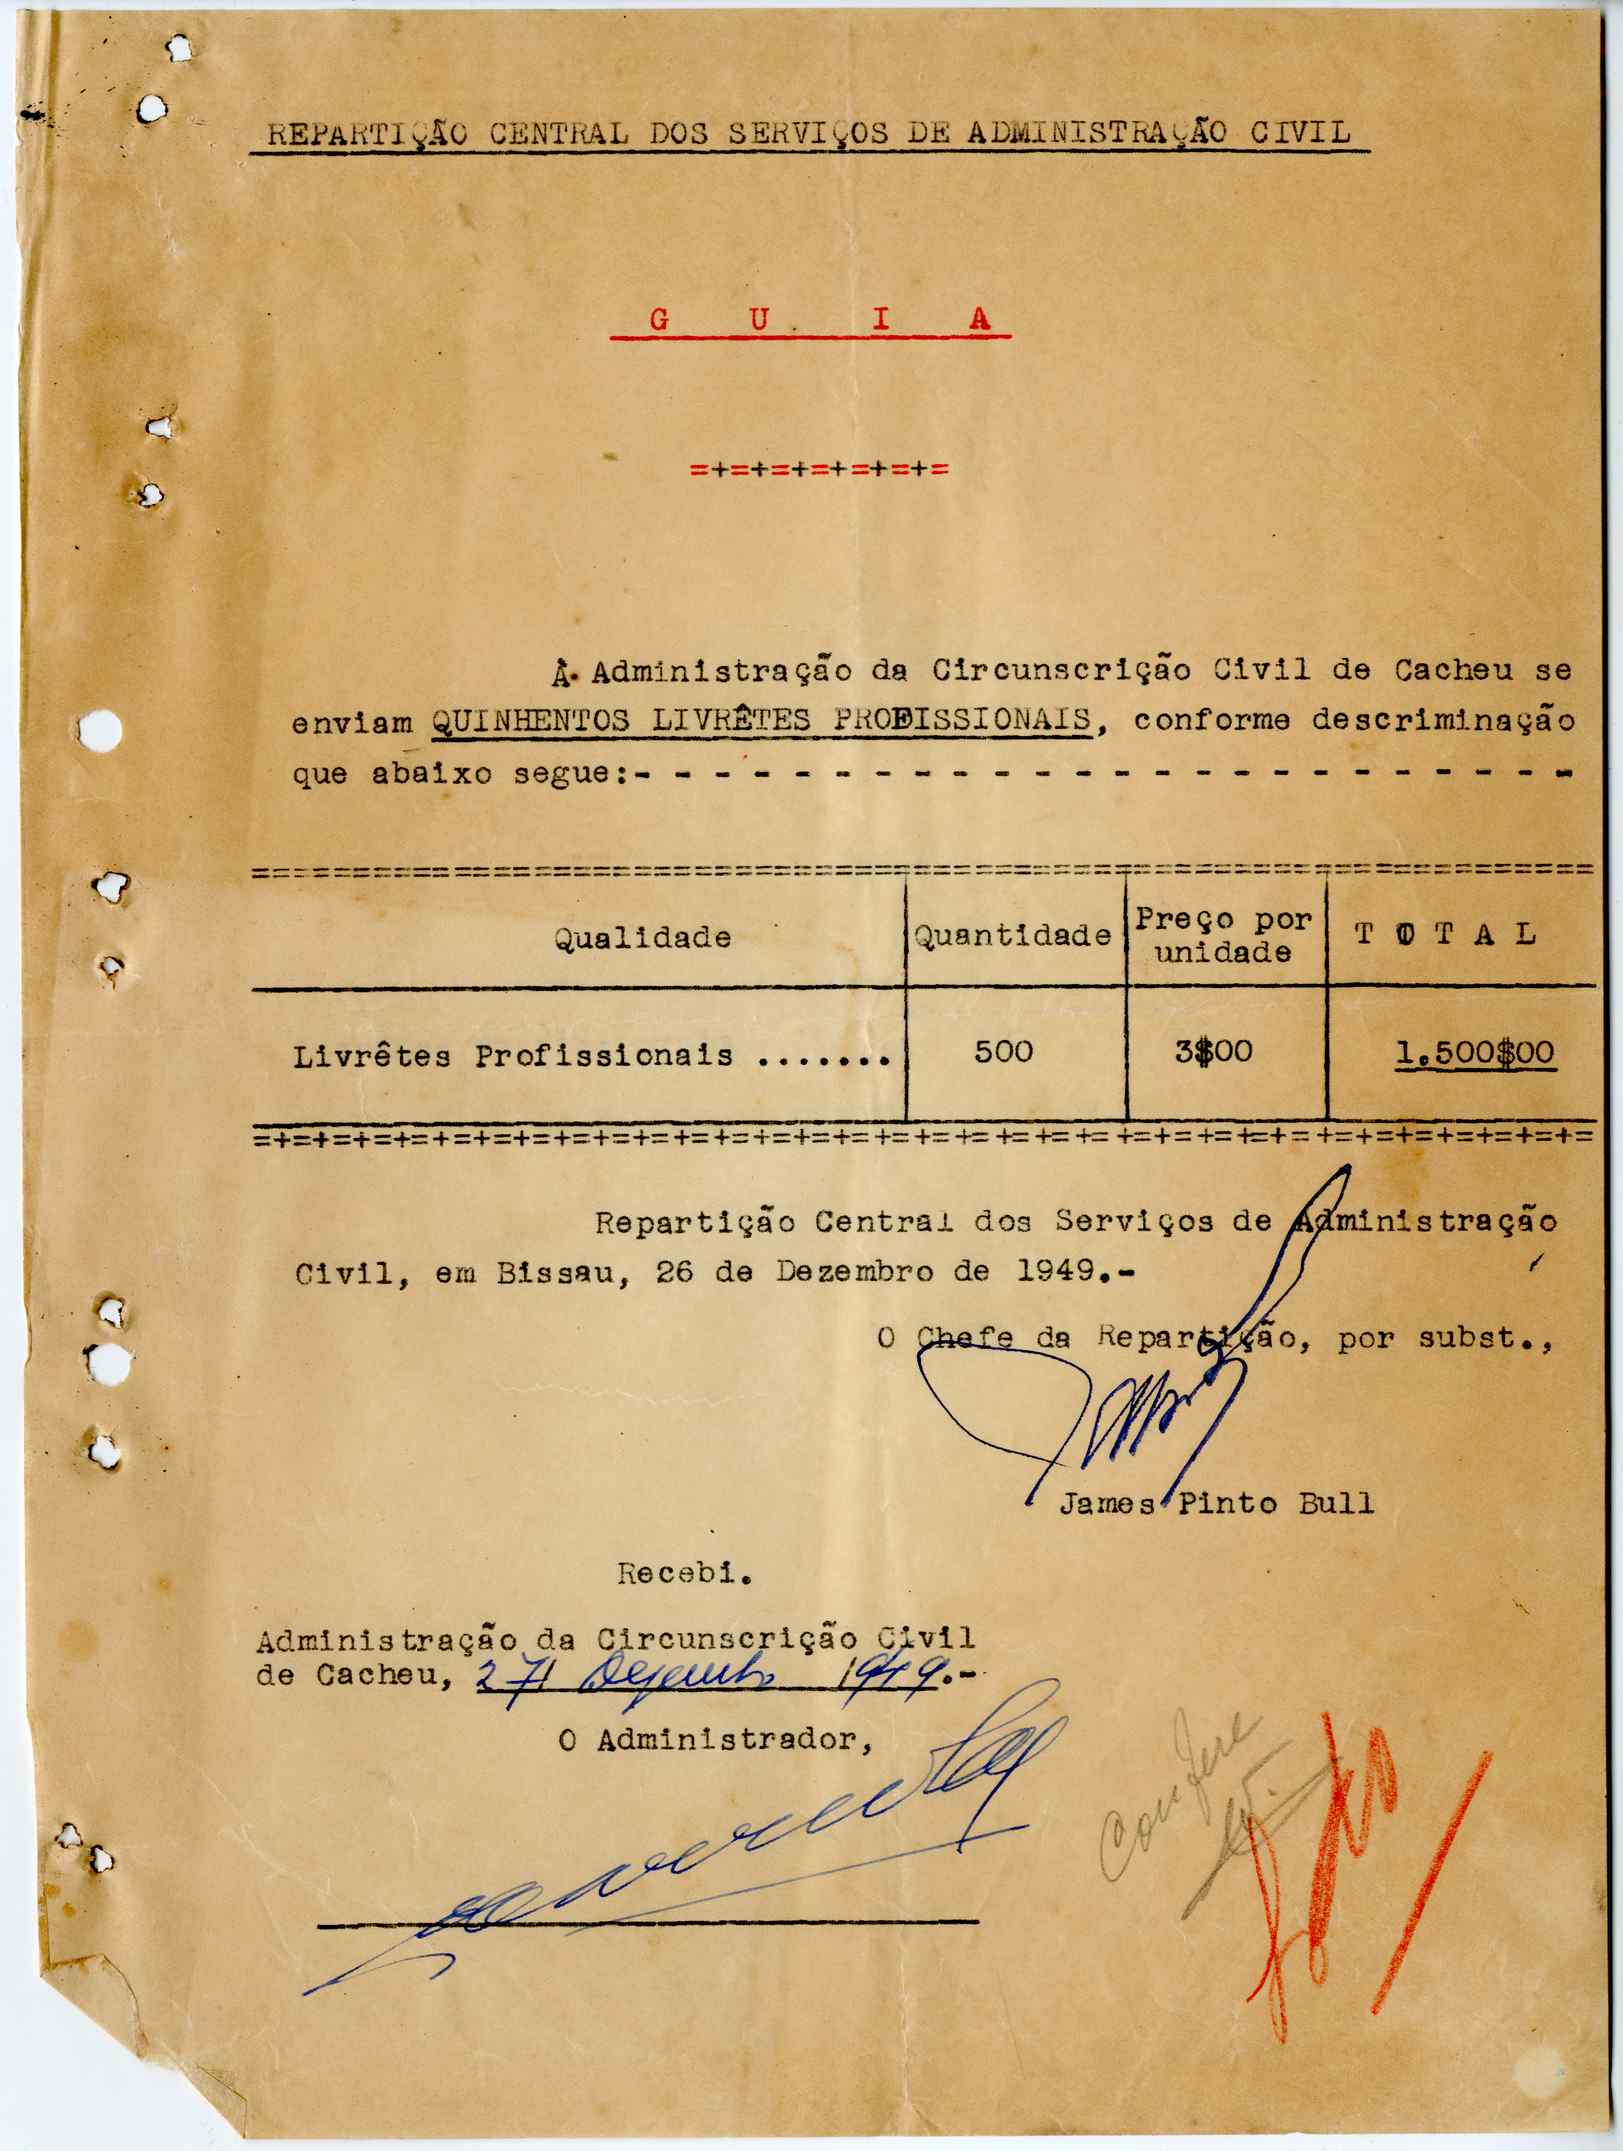 REPARTIÇÃO CENTRAL DOS SERVIÇOS DE ADMINISTRAÇÃO CIVIL
G U I A
=+=+=+=+=+=+=
À Administração da Circunscrição Civil de Cacheu se
enviam QUINHENTOS LIVRÊTES PROFISSIONAIS, conforme descriminação
que abaixo segue:- - - - - - - - - - - - - - - - - - - - - - - -
Qualidade Quantidade Preço por unidade T O T A L
Livrêtes Profissionais ....... 500 3$00 1.500$00
Repartição Central dos Serviços de Administração
Civil, em Bissau, 26 de Dezembro de 1949.-
O Chefe da Repartição, por subst.,
James Pinto Bull
Recebi.
Administração da Circunscrição Civil
de Cacheu, 27 Dezembro 1949.-
O Administrador,
Confere